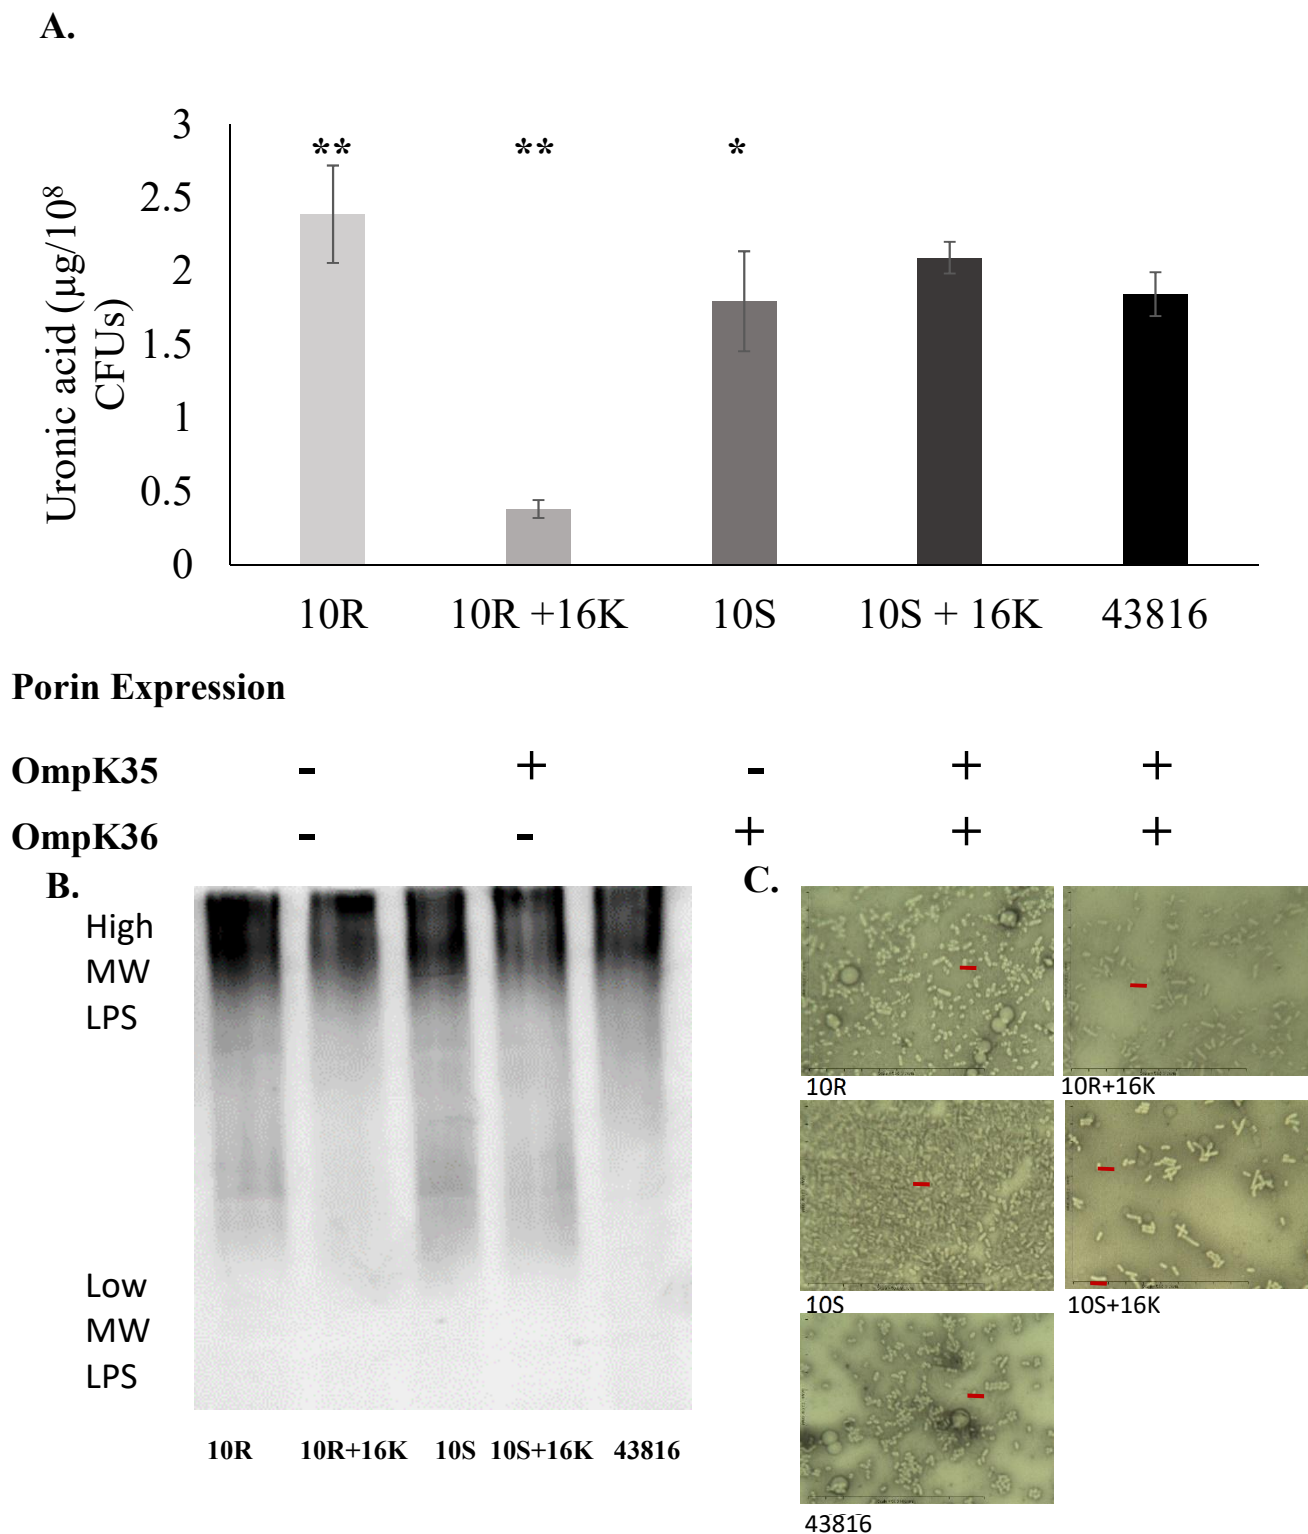 A.
3
2.5
2
1.5
1
0.5
0
Uronic acid (µg/10⁸
CFUs)
** ** *
10R 10R +16K 10S 10S + 16K 43816
Porin Expression
OmpK35 - + - + +
OmpK36 - - + + +
B.
High
MW
LPS
Low
MW
LPS
10R 10R+16K 10S 10S+16K 43816
C.
10R 10R+16K
10S 10S+16K
43816